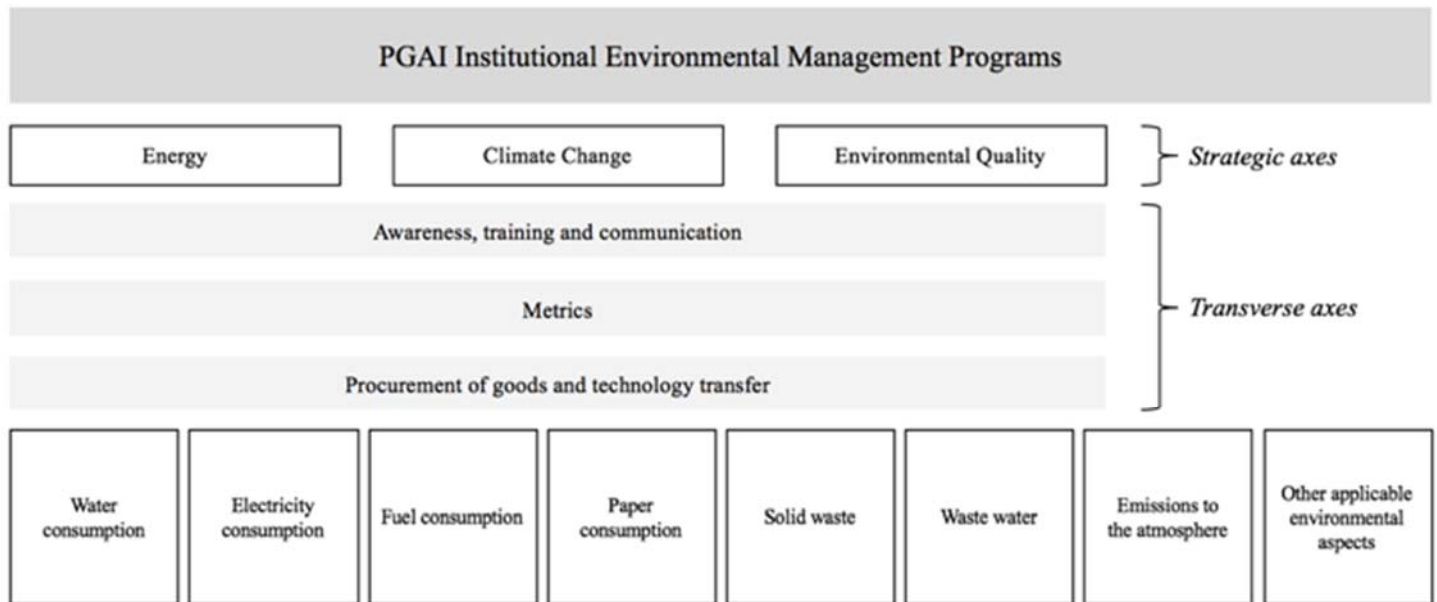 PGAI Institutional Environmental Management Programs
Energy
Climate Change
Environmental Quality
Strategic axes
Awareness, training and communication
Metrics
Transverse axes
Procurement of goods and technology transfer
Water
consumption
Electricity
consumption
Fuel consumption
Paper
consumption
Solid waste
Waste water
Emissions to
the atmosphere
Other applicable
environmental
aspects